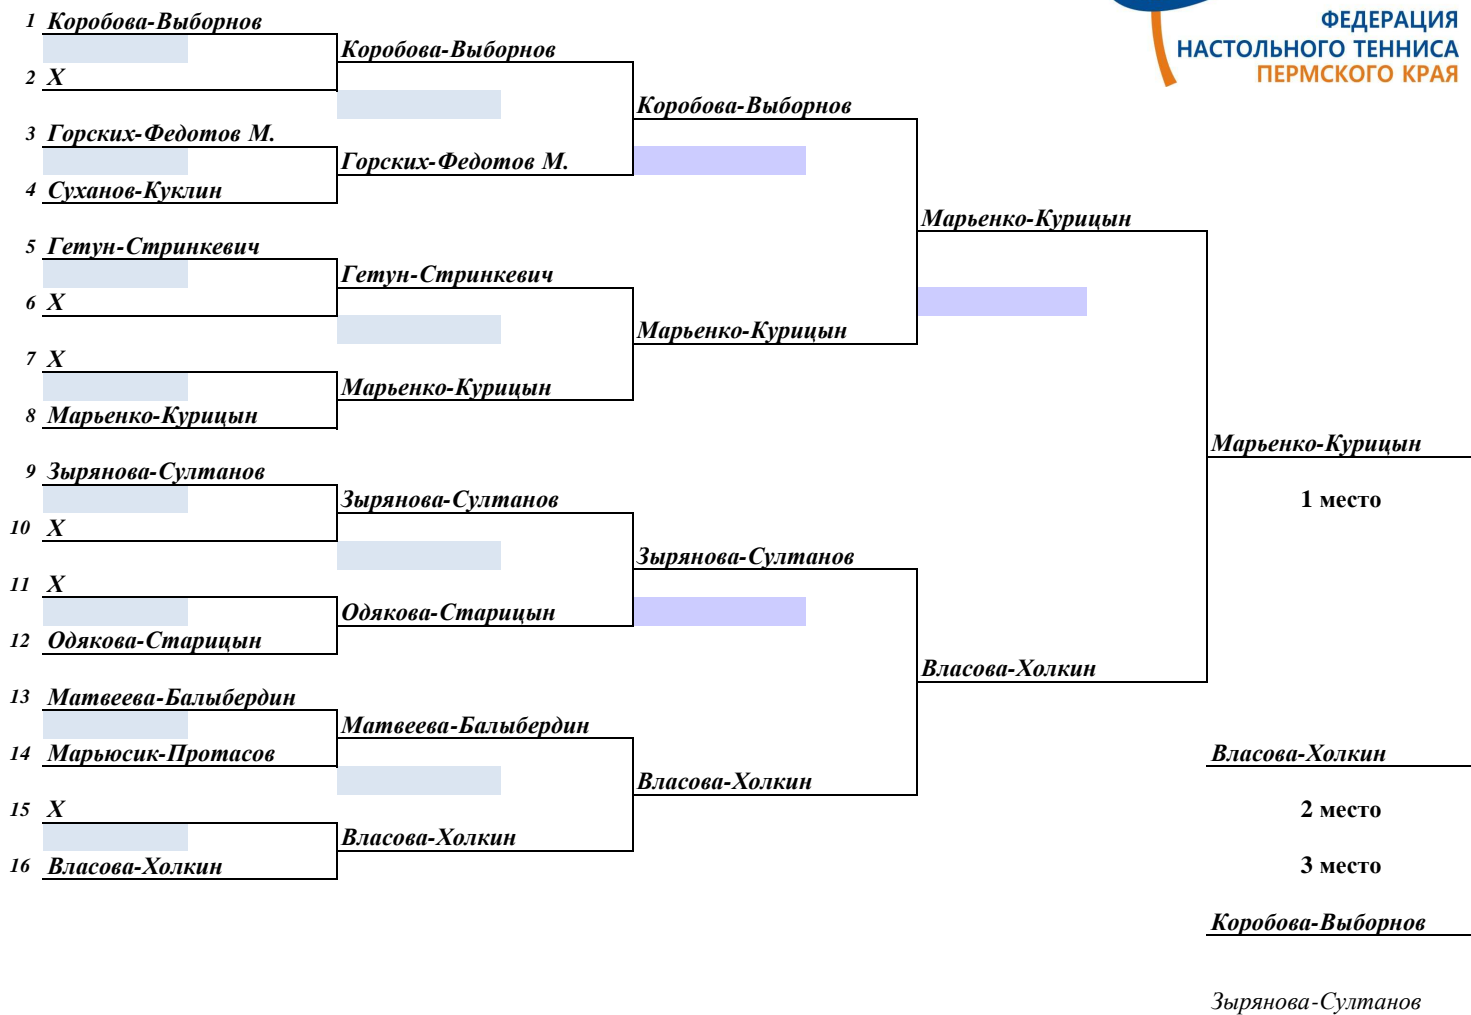 ФЕДЕРАЦИЯ
НАСТОЛЬНОГО ТЕННИСА
ПЕРМСКОГО КРАЯ
1 Коробова-Выборнов
Коробова-Выборнов
2 X
Коробова-Выборнов
3 Горских-Федотов М.
Горских-Федотов М.
4 Суханов-Куклин
Марьенко-Курицын
5 Гетун-Стринкевич
Гетун-Стринкевич
6 X
Марьенко-Курицын
7 X
Марьенко-Курицын
8 Марьенко-Курицын
Марьенко-Курицын
9 Зырянова-Султанов
Зырянова-Султанов
1 место
10 X
Зырянова-Султанов
11 X
Одякова-Старицын
12 Одякова-Старицын
Власова-Холкин
13 Матвеева-Балыбердин
Матвеева-Балыбердин
14 Марьюсик-Протасов
Власова-Холкин
Власова-Холкин
15 X
2 место
Власова-Холкин
16 Власова-Холкин
3 место
Коробова-Выборнов
Зырянова-Султанов